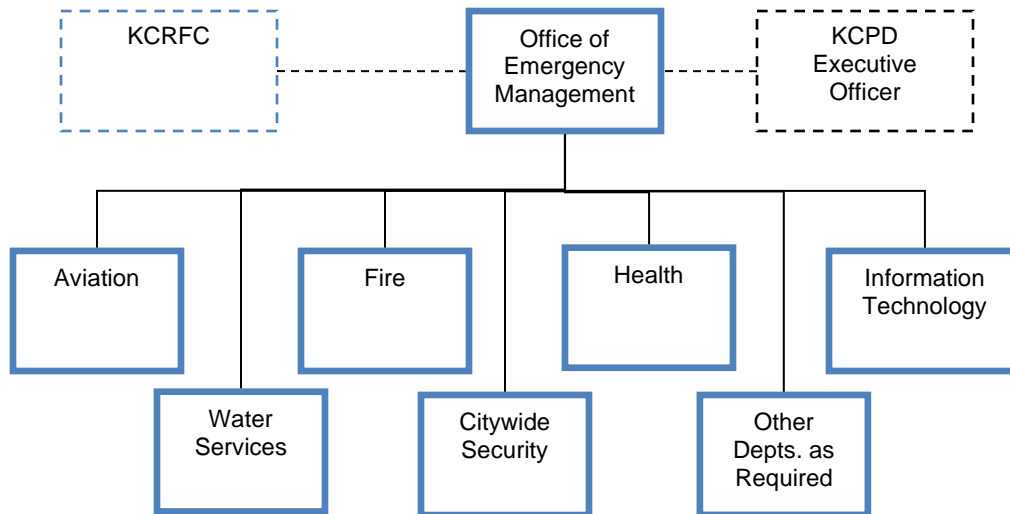 KCRFC
Office of
Emergency
Management
KCPD
Executive
Officer
Aviation
Fire
Health
Information
Technology
Water
Services
Citywide
Security
Other
Depts. as
Required